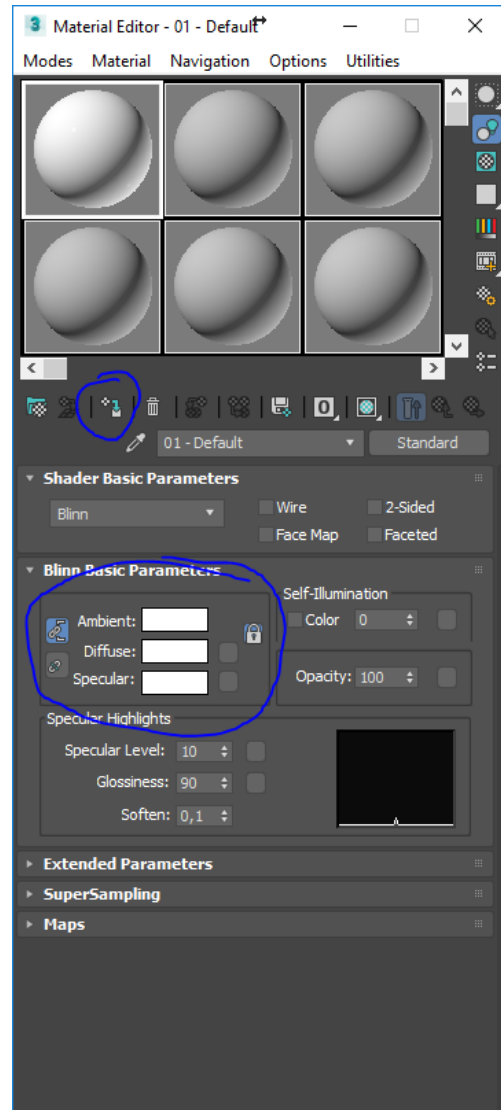 3 Material Editor - 01 - Default
Modes Material Navigation Options Utilities
0
01 - Default Standard
Shader Basic Parameters
Blinn Wire 2-Sided
Face Map Faceted
Blinn Basic Parameters
Self-Illumination
Ambient: Color 0
Diffuse:
Specular: Opacity: 100
Specular Highlights
Specular Level: 10
Glossiness: 90
Soften: 0,1
Extended Parameters
SuperSampling
Maps